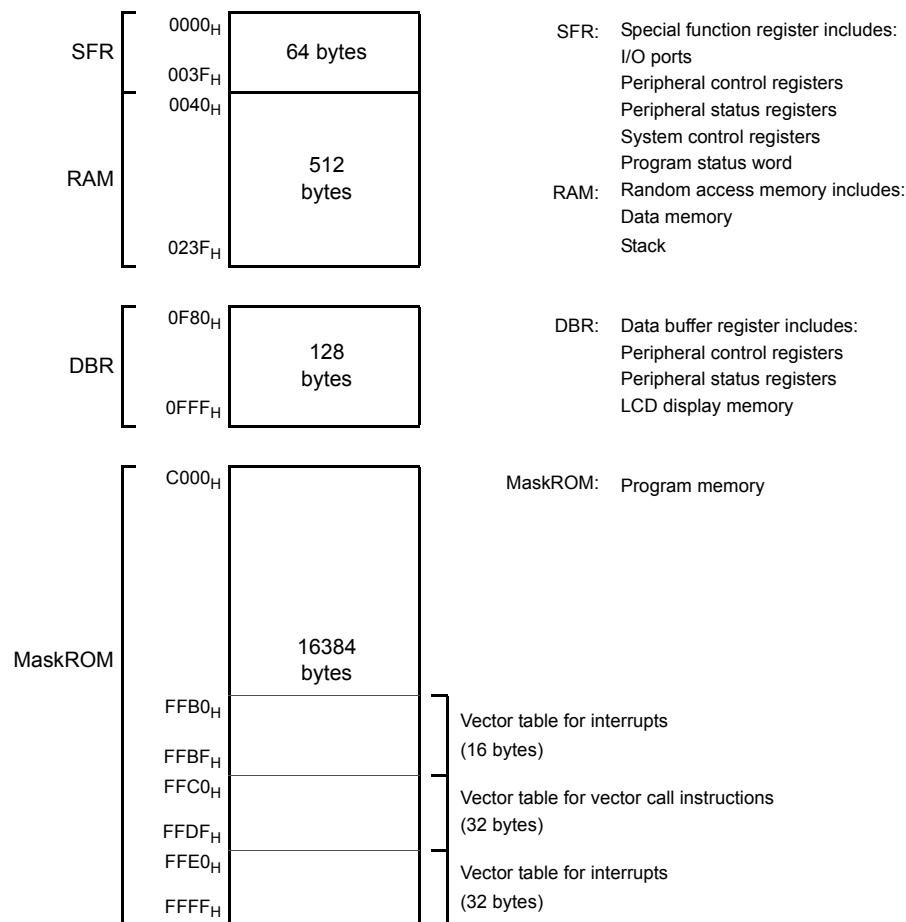 SFR
0000H
64 bytes
003FH
RAM
0040H
512
bytes
023FH
SFR: Special function register includes:
I/O ports
Peripheral control registers
Peripheral status registers
System control registers
Program status word
RAM: Random access memory includes:
Data memory
Stack
DBR
0F80H
128
bytes
0FFFH
DBR: Data buffer register includes:
Peripheral control registers
Peripheral status registers
LCD display memory
MaskROM
C000H
16384
bytes
MaskROM: Program memory
FFB0H
FFBFH
Vector table for interrupts
(16 bytes)
FFC0H
FFDFH
Vector table for vector call instructions
(32 bytes)
FFE0H
FFFFH
Vector table for interrupts
(32 bytes)